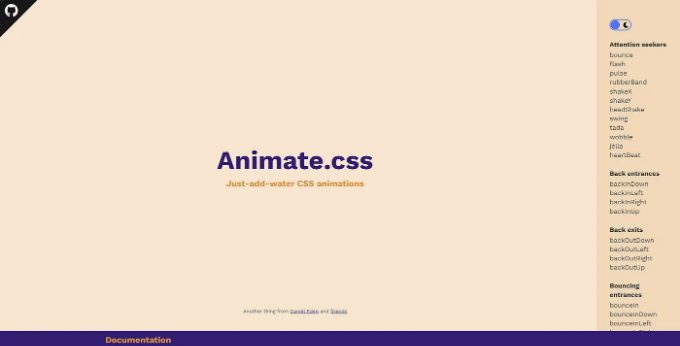 Animate.css
Just-add-water CSS animations
Another thing from Daniel Eden and friends
Documentation
Attention seekers
bounce
flash
pulse
rubberBand
shakeX
shakeY
headShake
swing
tada
wobble
jello
heartBeat
Back entrances
backInDown
backInLeft
backInRight
backInUp
Back exits
backOutDown
backOutLeft
backOutRight
backOutUp
Bouncing
entrances
bounceIn
bounceInDown
bounceInLeft